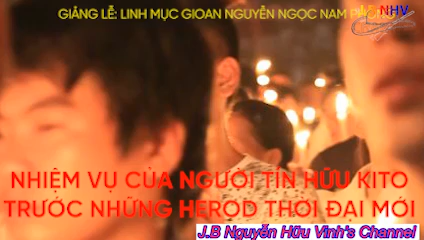 GIẢNG LỄ: LINH MỤC GIOAN NGUYỄN NGỌC NAM PHONG
NHV
NHIỆM VỤ CỦA NGƯỜI TÍN HỮU KITO
TRƯỚC NHỮNG HEROD THỜI ĐẠI MỚI
J.B Nguyễn Hữu Vinh's Channel